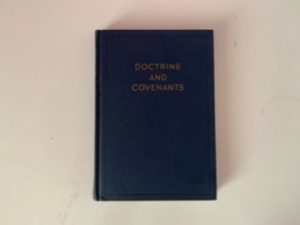 DOCTRINE
AND
COVENANTS